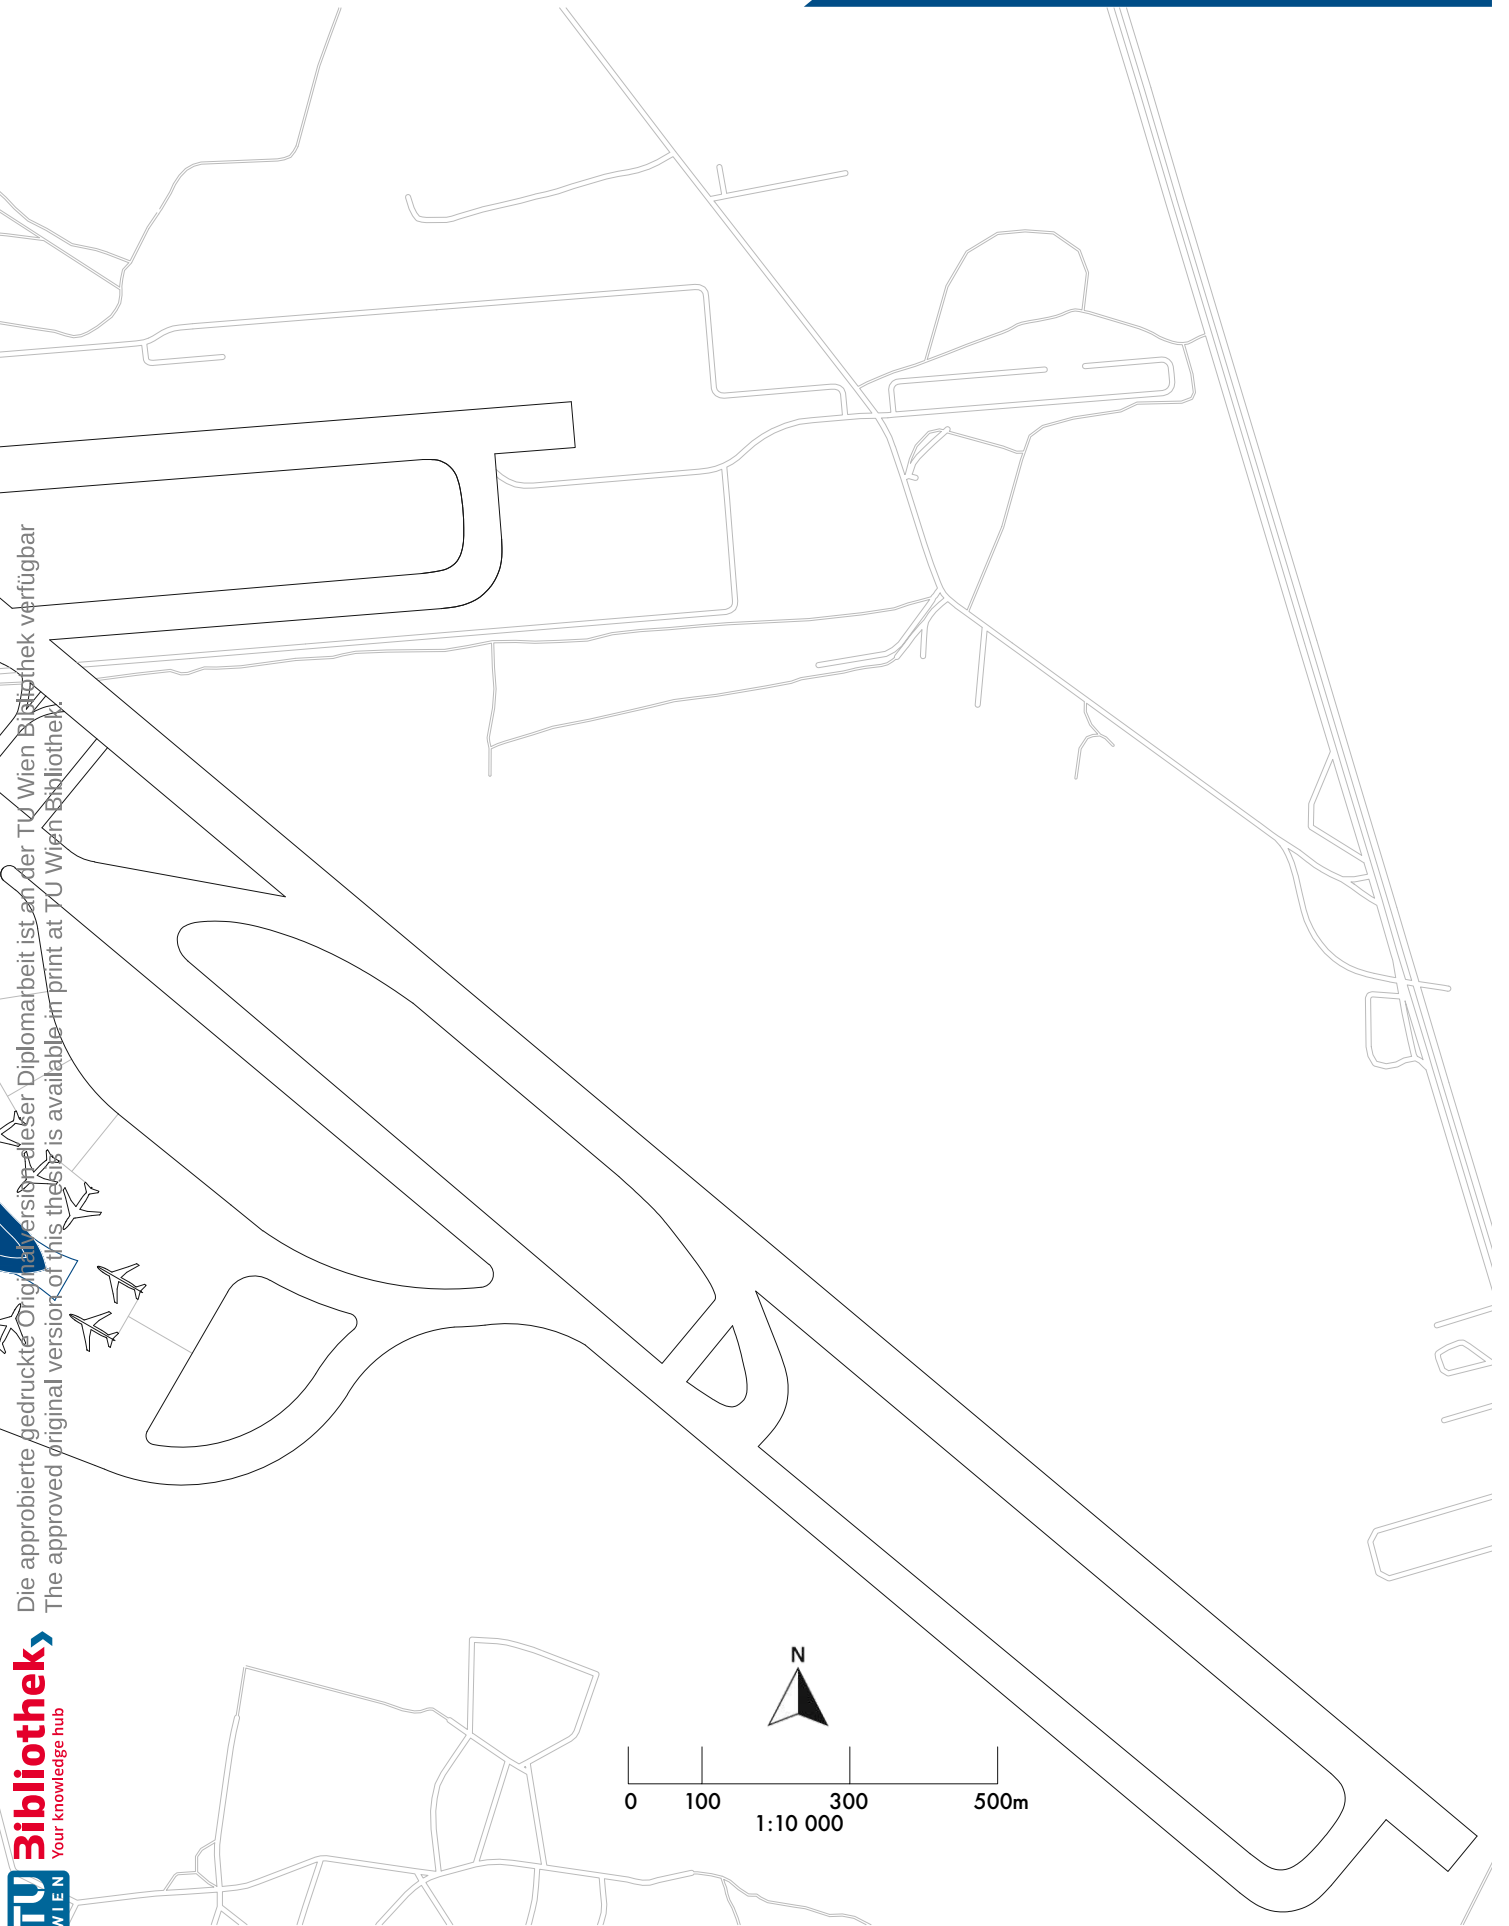 Die approbierte gedruckte Originalversion dieser Diplomarbeit ist an der TU Wien Bibliothek verfügbar
The approved original version of this thesis is available in print at TU Wien Bibliothek.
TU WIEN
Bibliothek
Your knowledge hub
N
0 100 300 500m
1:10 000